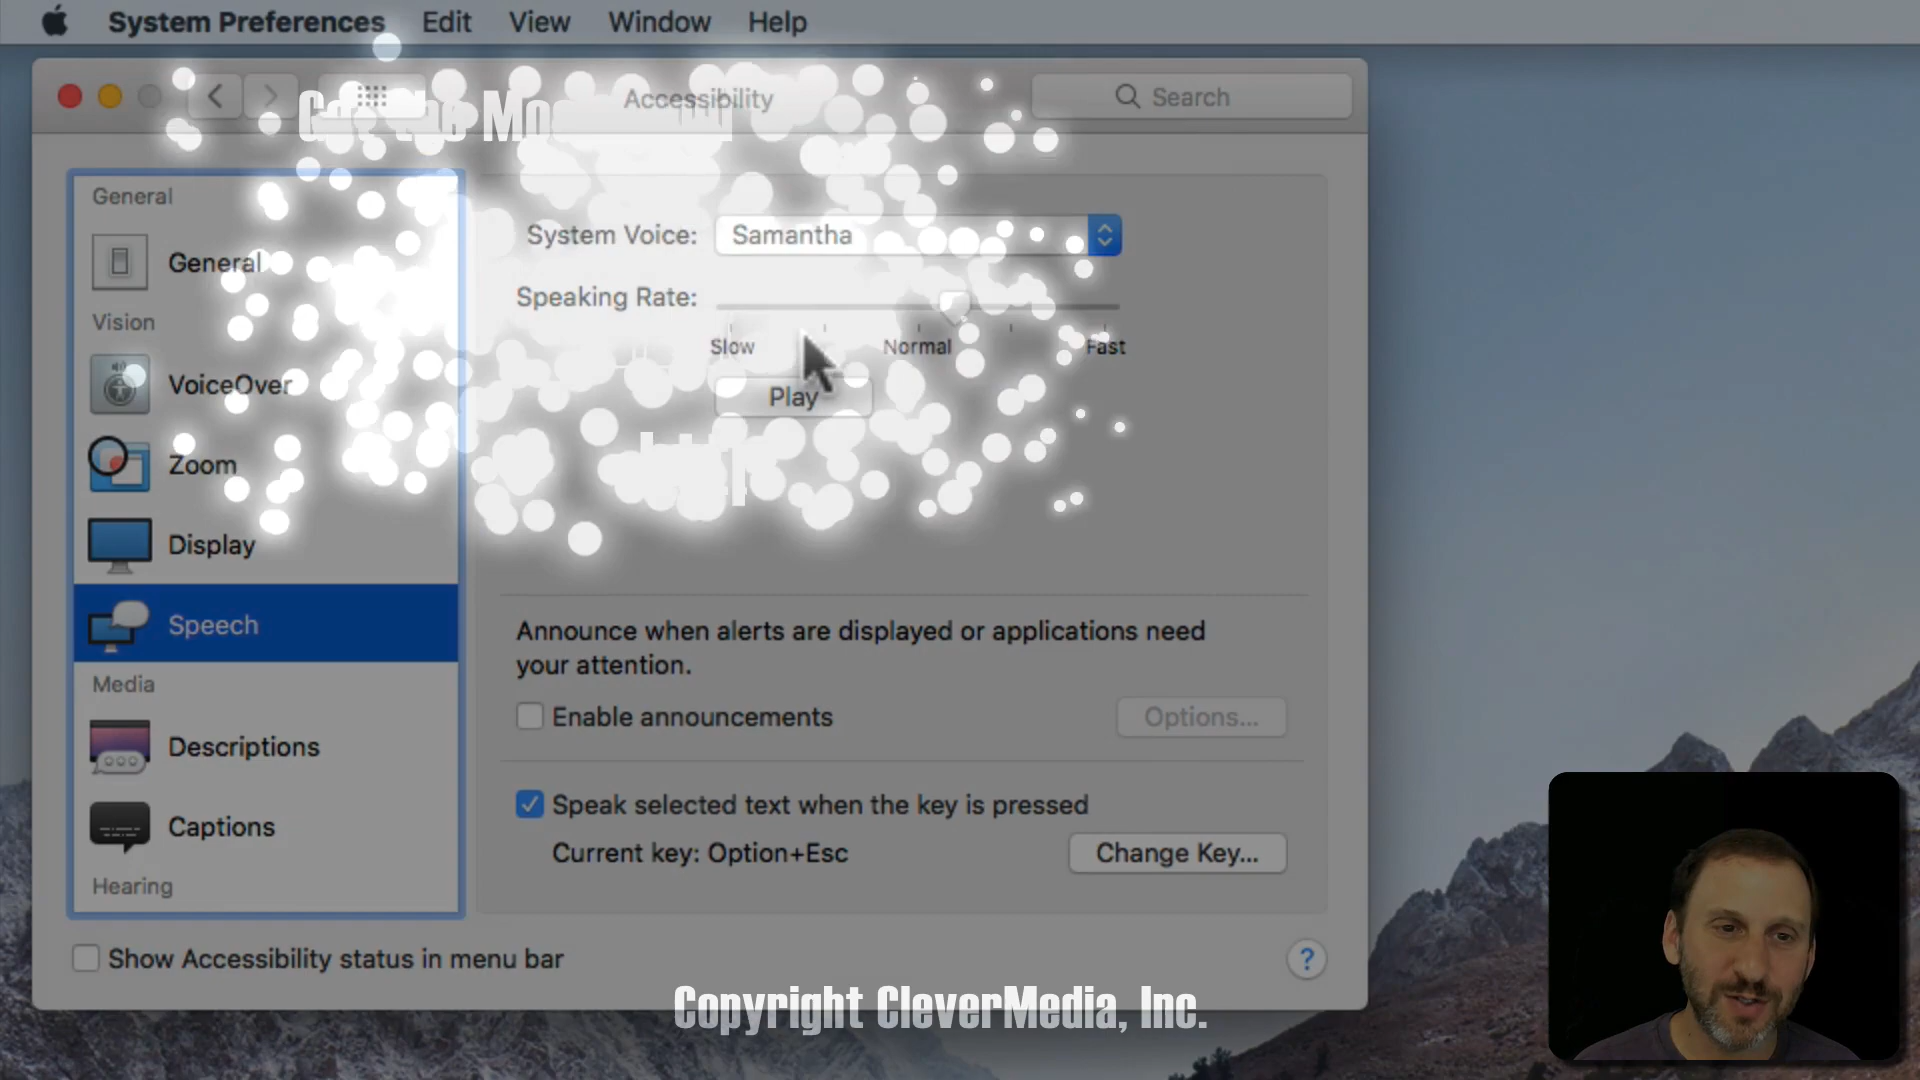 System Preferences Edit View Window Help
Accessibility
Search
General
General
Vision
VoiceOver
Zoom
Display
Speech
Media
Descriptions
Captions
Hearing
System Voice: Samantha
Speaking Rate:
Slow Normal Fast
Play
Announce when alerts are displayed or applications need
your attention.
Enable announcements
Options...
Speak selected text when the key is pressed
Current key: Option+Esc
Change Key...
Show Accessibility status in menu bar
?
Copyright CleverMedia, Inc.